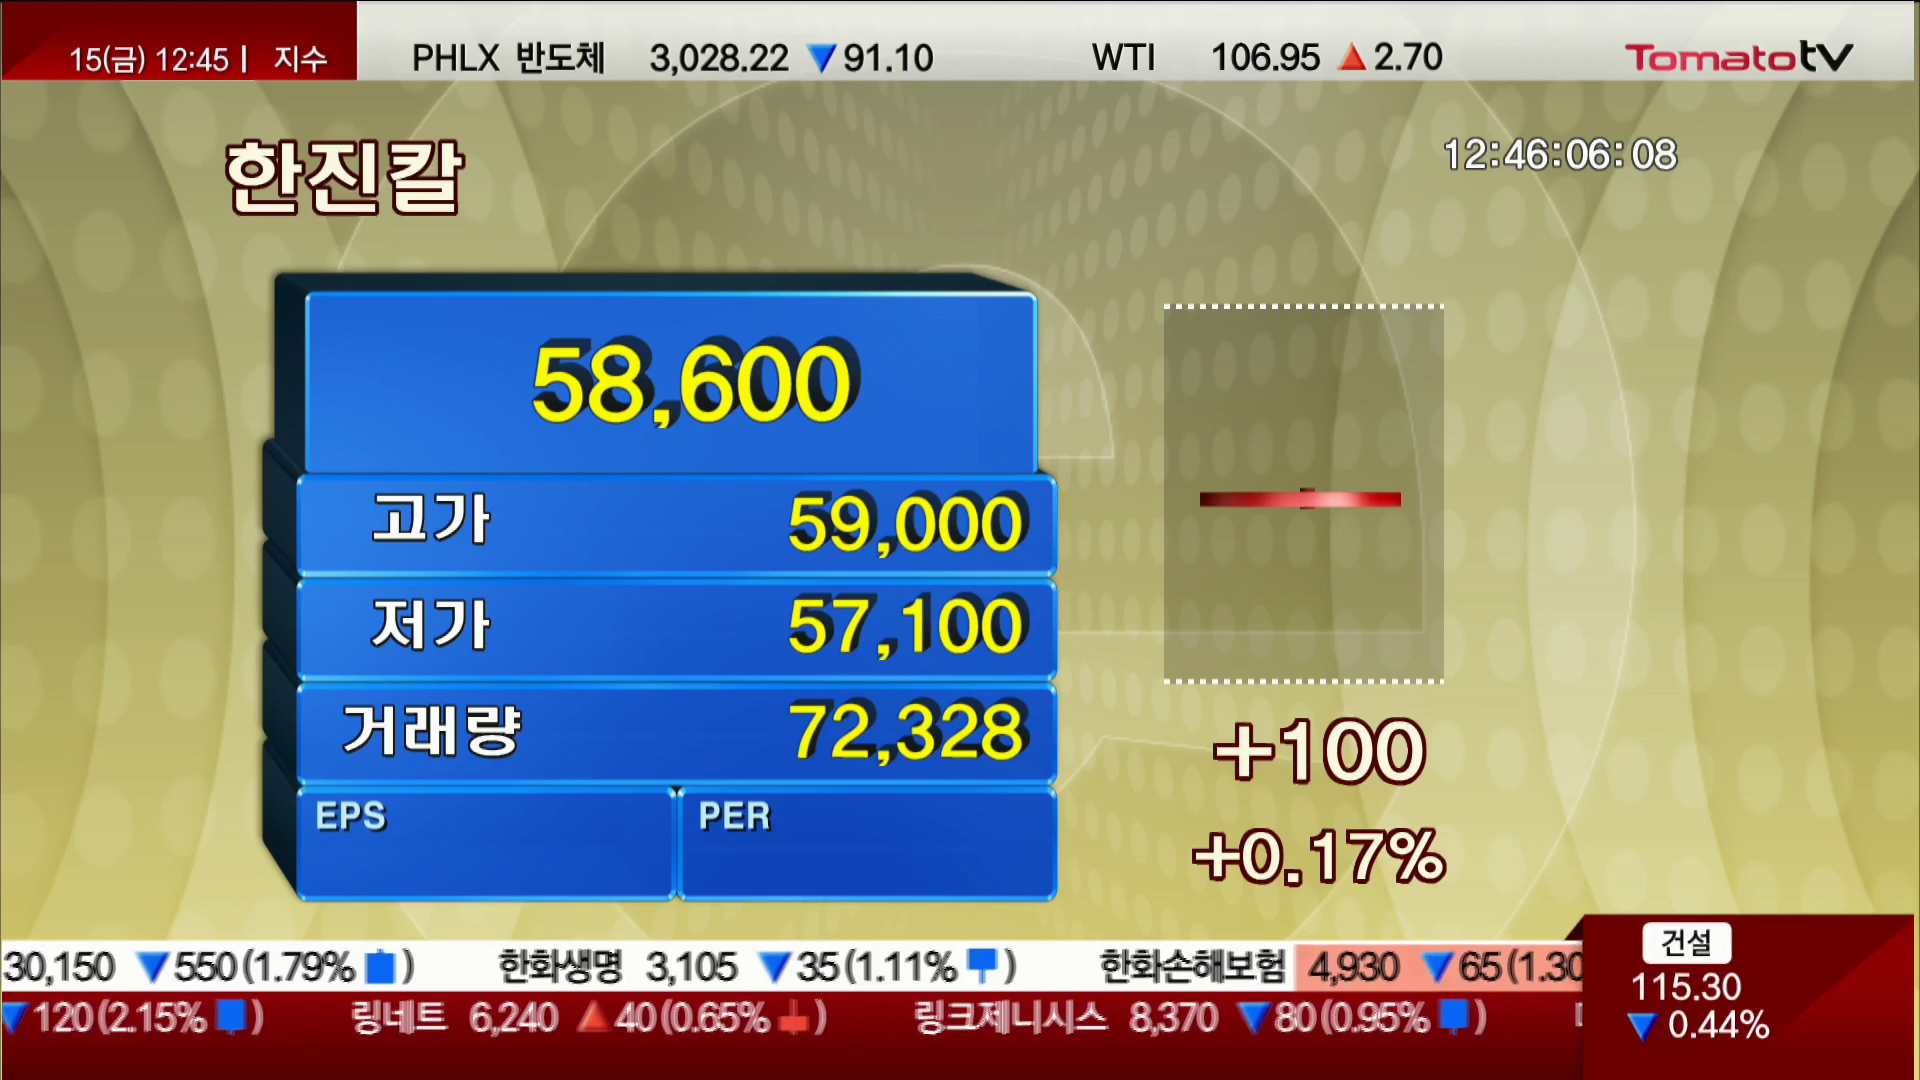 15(금) 12:45 | 지수 PHLX 반도체 3,028.22 ▼91.10 WTI 106.95 ▲2.70 Tomatotv
한진칼
12:46:06:08
58,600
고가 59,000
저가 57,100
거래량 72,328
EPS PER
+100
+0.17%
30,150 ▼550(1.79% ) 한화생명 3,105 ▼35(1.11% ) 한화손해보험 4,930 ▼65(1.30
▼120(2.15% ) 링네트 6,240 ▲40(0.65% ) 링크제니시스 8,370 ▼80(0.95% )
건설
115.30
▼0.44%